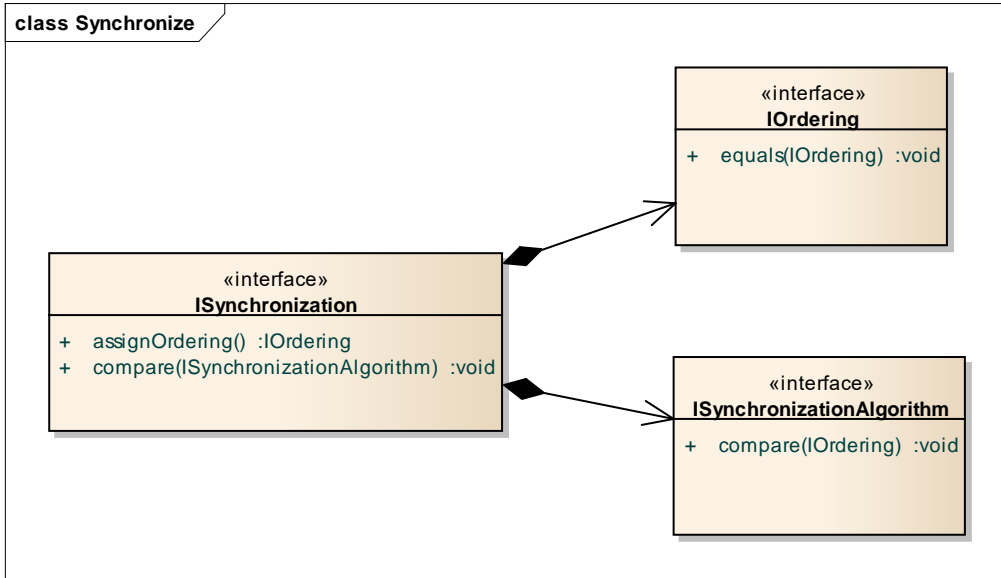 class Synchronize
«interface»
IOrdering
+ equals(IOrdering) :void
«interface»
ISynchronization
+ assignOrdering() :IOrdering
+ compare(ISynchronizationAlgorithm) :void
«interface»
ISynchronizationAlgorithm
+ compare(IOrdering) :void